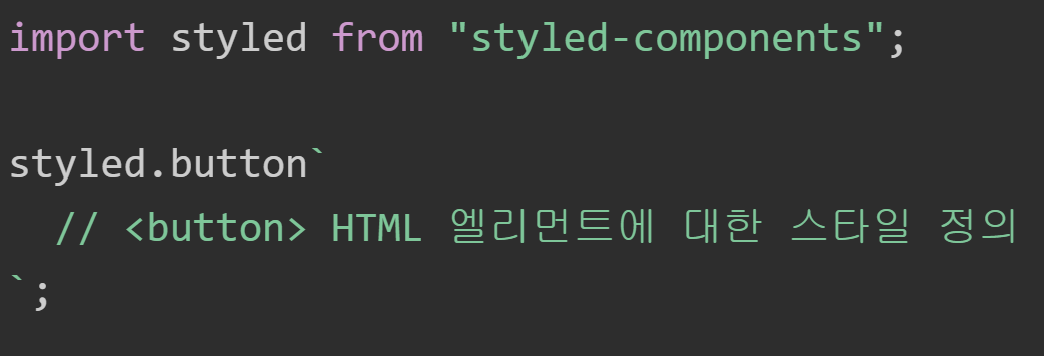 import styled from "styled-components";
styled.button`
// <button> HTML 엘리먼트에 대한 스타일 정의
`;